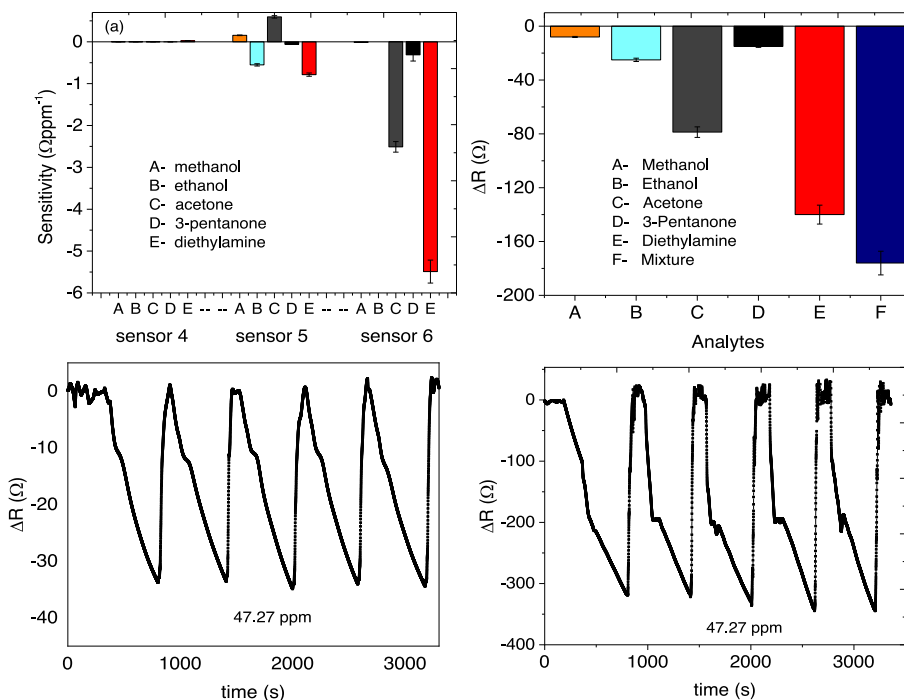 (a)
0
-1
-2
-3
-4
-5
-6
Sensitivity (Ωppm⁻¹)
A- methanol
B- ethanol
C- acetone
D- 3-pentanone
E- diethylamine
A B C D E -- -- A B C D E -- -- A B C D E
sensor 4 sensor 5 sensor 6
0
-40
-80
-120
-160
-200
ΔR (Ω)
A- Methanol
B- Ethanol
C- Acetone
D- 3-Pentanone
E- Diethylamine
F- Mixture
A B C D E F
Analytes
0
-10
-20
-30
-40
ΔR (Ω)
47.27 ppm
0 1000 2000 3000
time (s)
0
-100
-200
-300
-400
ΔR (Ω)
47.27 ppm
0 1000 2000 3000
time (s)